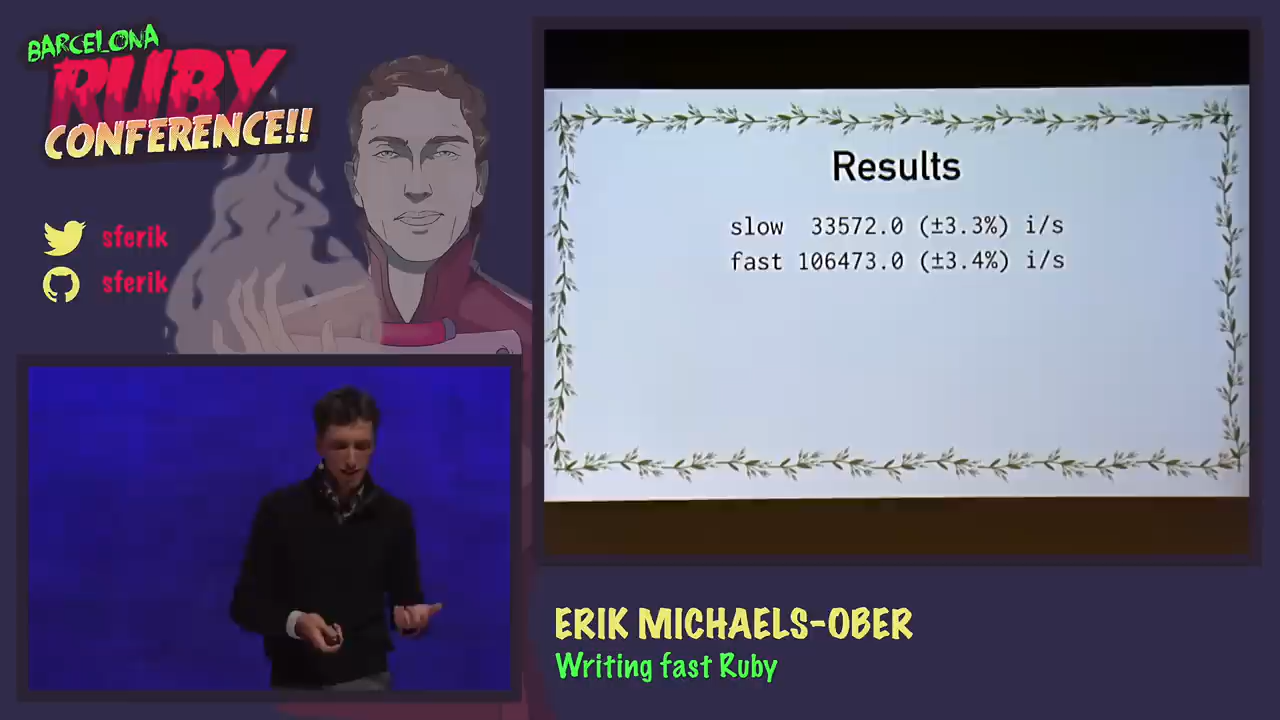 BARCELONA
RUBY
CONFERENCE!!
sferik
sferik
Results
slow 33572.0 (±3.3%) i/s
fast 106473.0 (±3.4%) i/s
ERIK MICHAELS-OBER
Writing fast Ruby